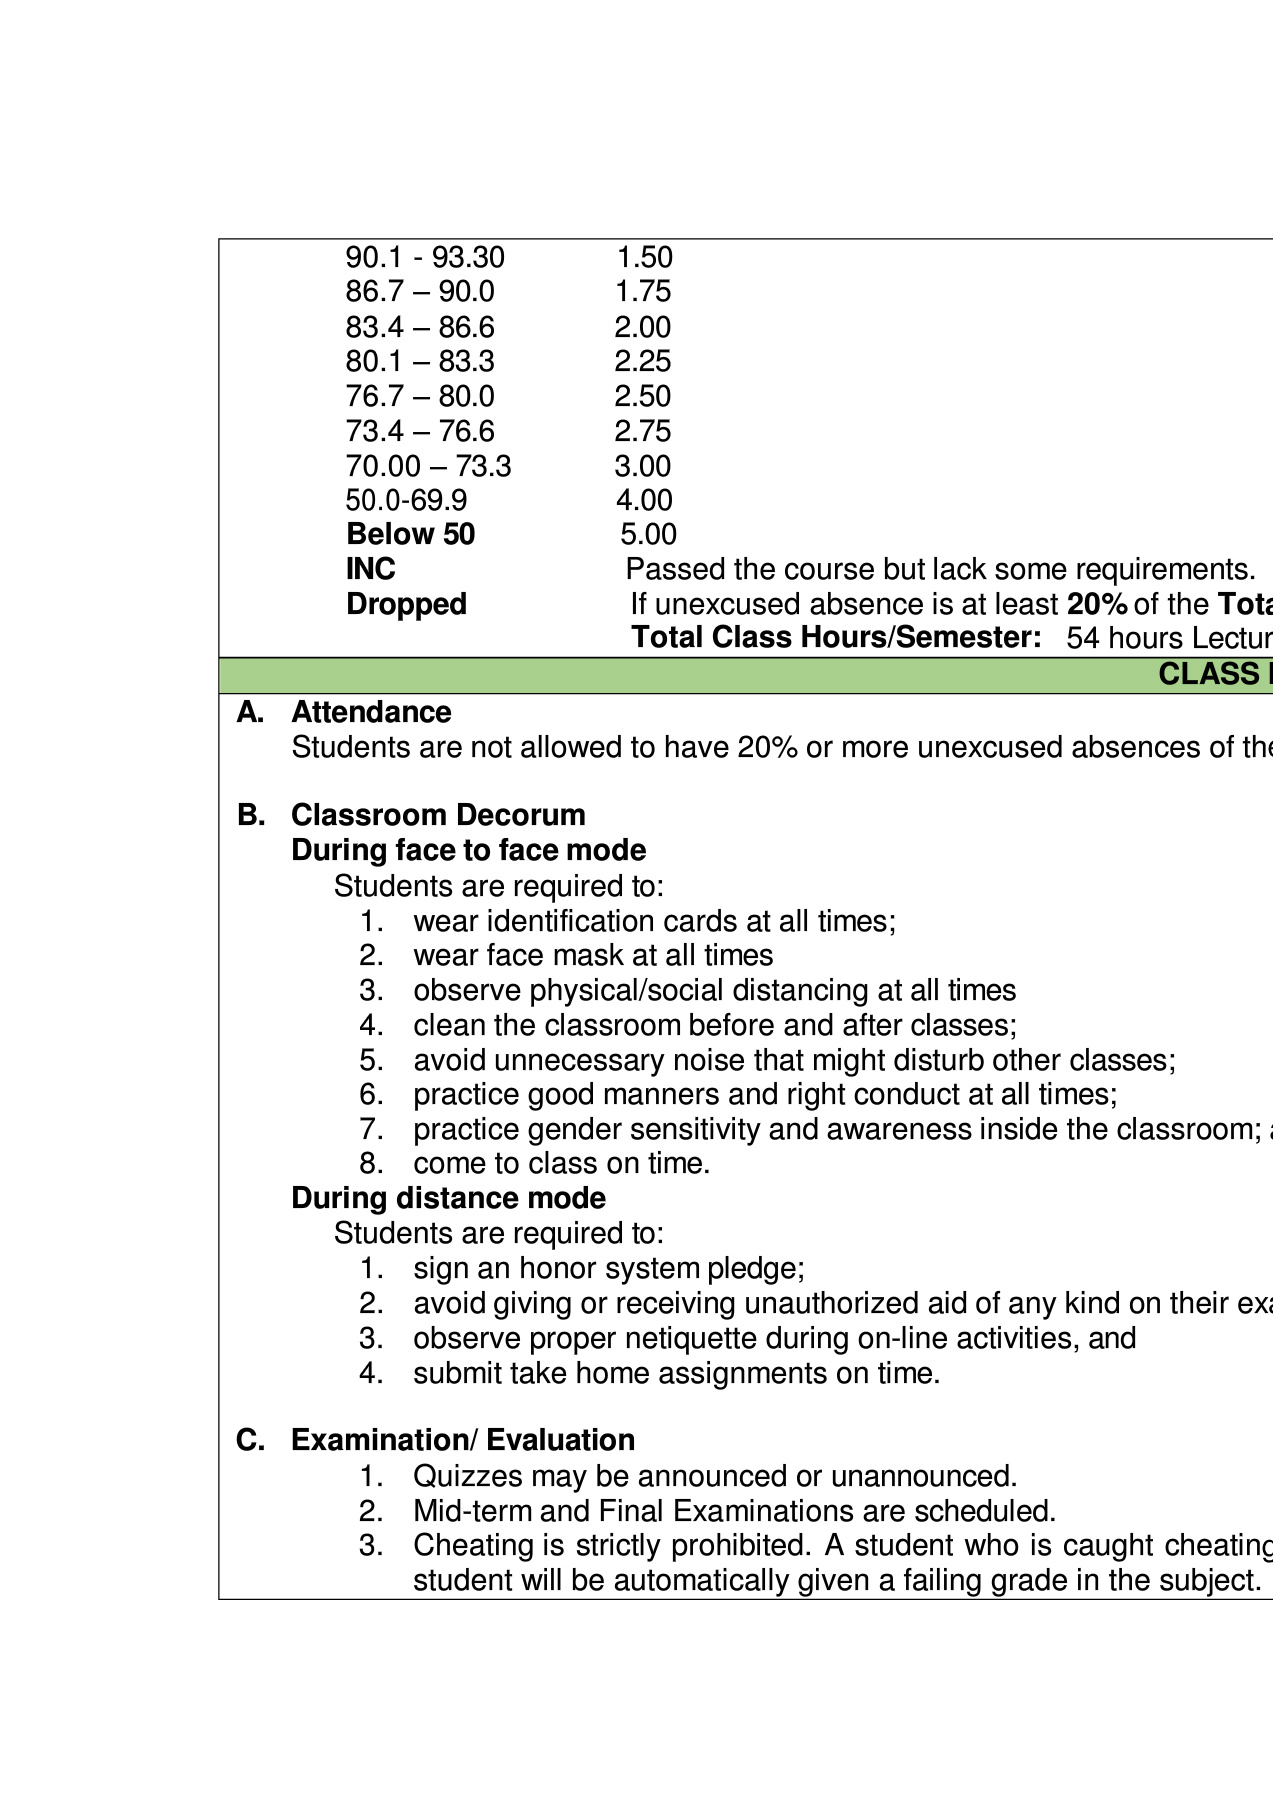 90.1 - 93.30 1.50
86.7 – 90.0 1.75
83.4 – 86.6 2.00
80.1 – 83.3 2.25
76.7 – 80.0 2.50
73.4 – 76.6 2.75
70.00 – 73.3 3.00
50.0-69.9 4.00
Below 50 5.00
INC Passed the course but lack some requirements.
Dropped If unexcused absence is at least 20% of the
Total Class Hours/Semester: 54 hours
CLASS
A. Attendance
Students are not allowed to have 20% or more unexcused absences of
B. Classroom Decorum
During face to face mode
Students are required to:
1. wear identification cards at all times;
2. wear face mask at all times
3. observe physical/social distancing at all times
4. clean the classroom before and after classes;
5. avoid unnecessary noise that might disturb other classes;
6. practice good manners and right conduct at all times;
7. practice gender sensitivity and awareness inside the classroom;
8. come to class on time.
During distance mode
Students are required to:
1. sign an honor system pledge;
2. avoid giving or receiving unauthorized aid of any kind on their
3. observe proper netiquette during on-line activities, and
4. submit take home assignments on time.
C. Examination/ Evaluation
1. Quizzes may be announced or unannounced.
2. Mid-term and Final Examinations are scheduled.
3. Cheating is strictly prohibited. A student who is caught cheating
student will be automatically given a failing grade in the subject.